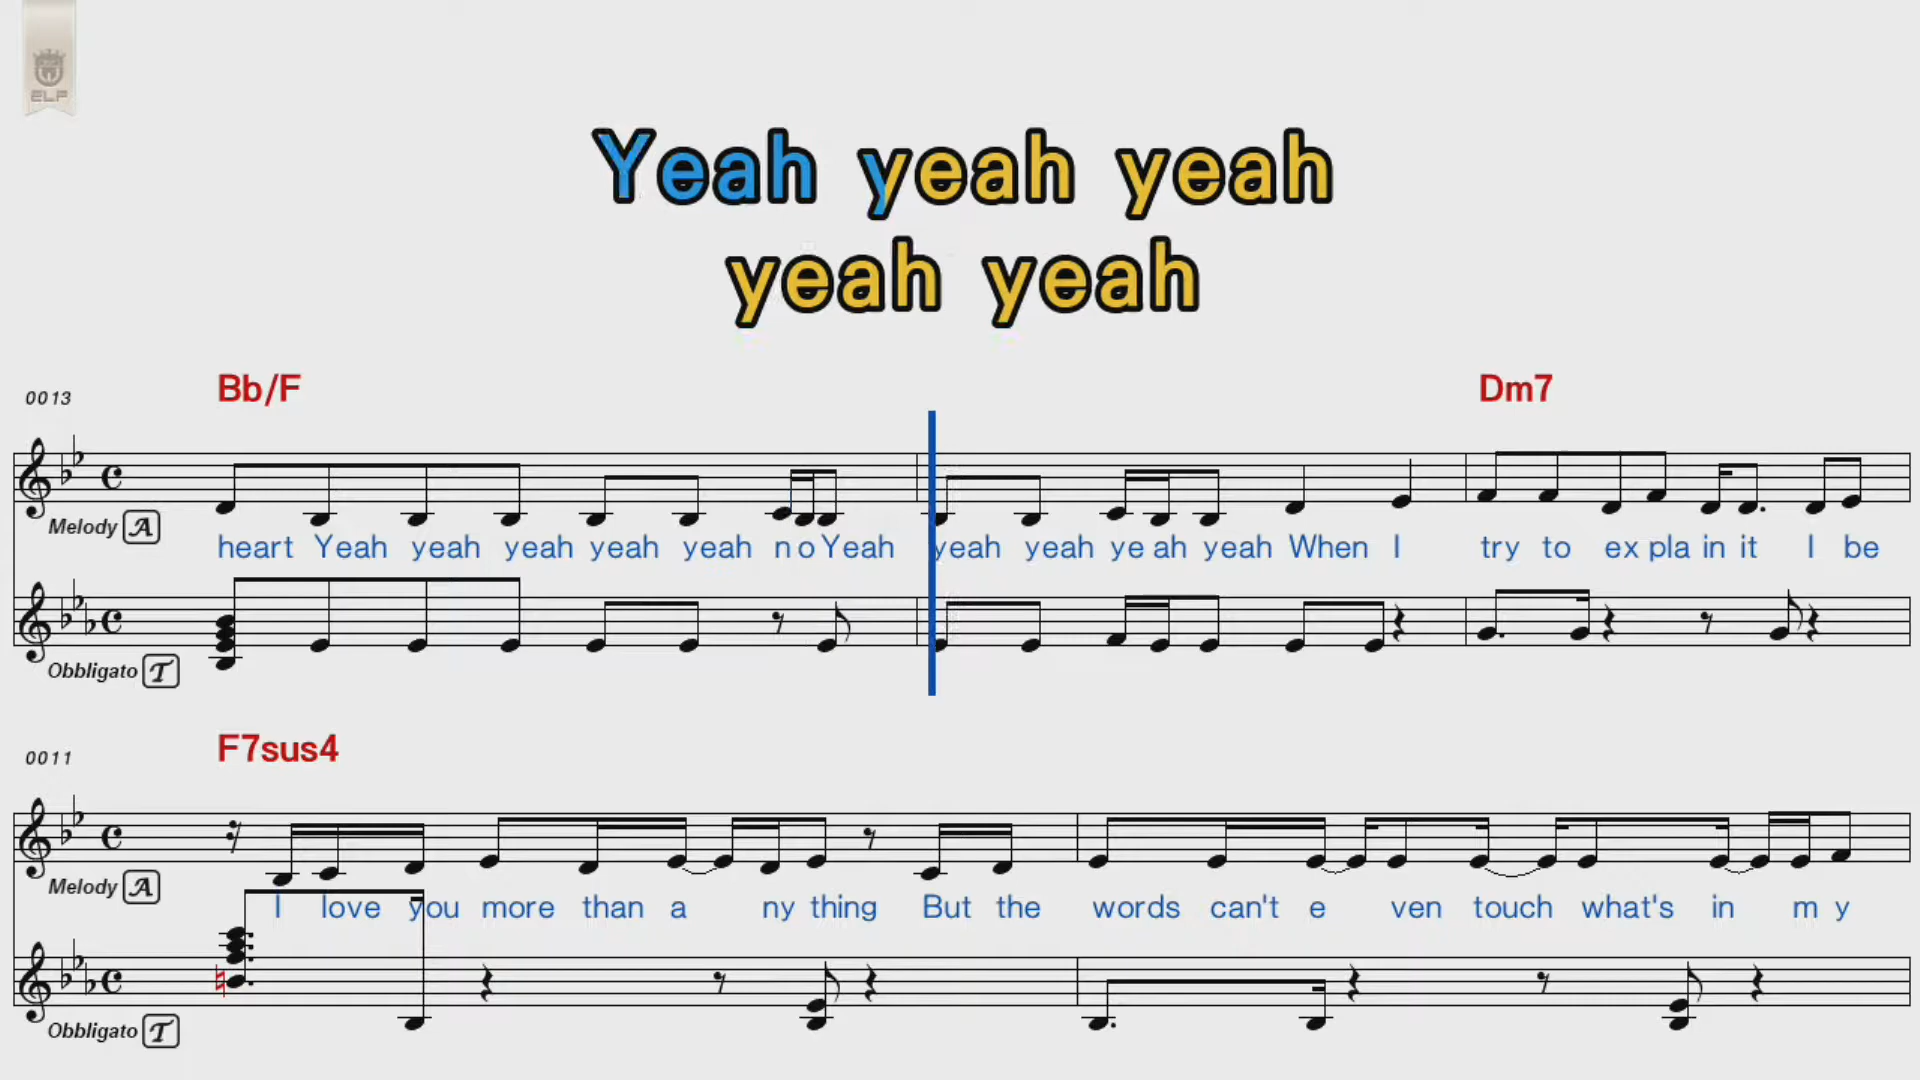 ELF
Yeah yeah yeah
yeah yeah
0013 Bb/F Dm7
Melody A
heart Yeah yeah yeah yeah yeah n o Yeah yeah yeah ye ah yeah When I try to ex pla in it I be
Obbligato T
0011 F7sus4
Melody A
I love you more than a ny thing But the words can't e ven touch what's in m y
Obbligato T